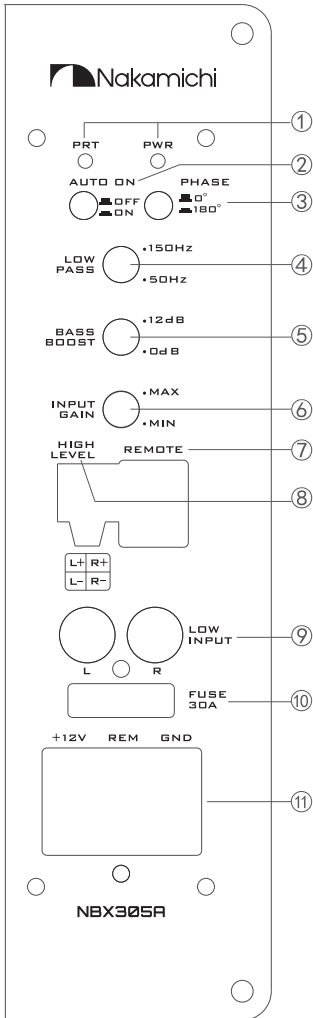 Nakamichi
①
PRT PWR
②
AUTO ON PHASE
OFF 0°
ON 180°
③
LOW PASS
.150Hz
.50Hz
④
BASS BOOST
.12dB
.0dB
⑤
INPUT GAIN
.MAX
.MIN
⑥
HIGH LEVEL
REMOTE
⑦
⑧
L+ R+
L- R-
L R
LOW INPUT
⑨
FUSE 30A
⑩
+12V REM GND
⑪
NBX305A